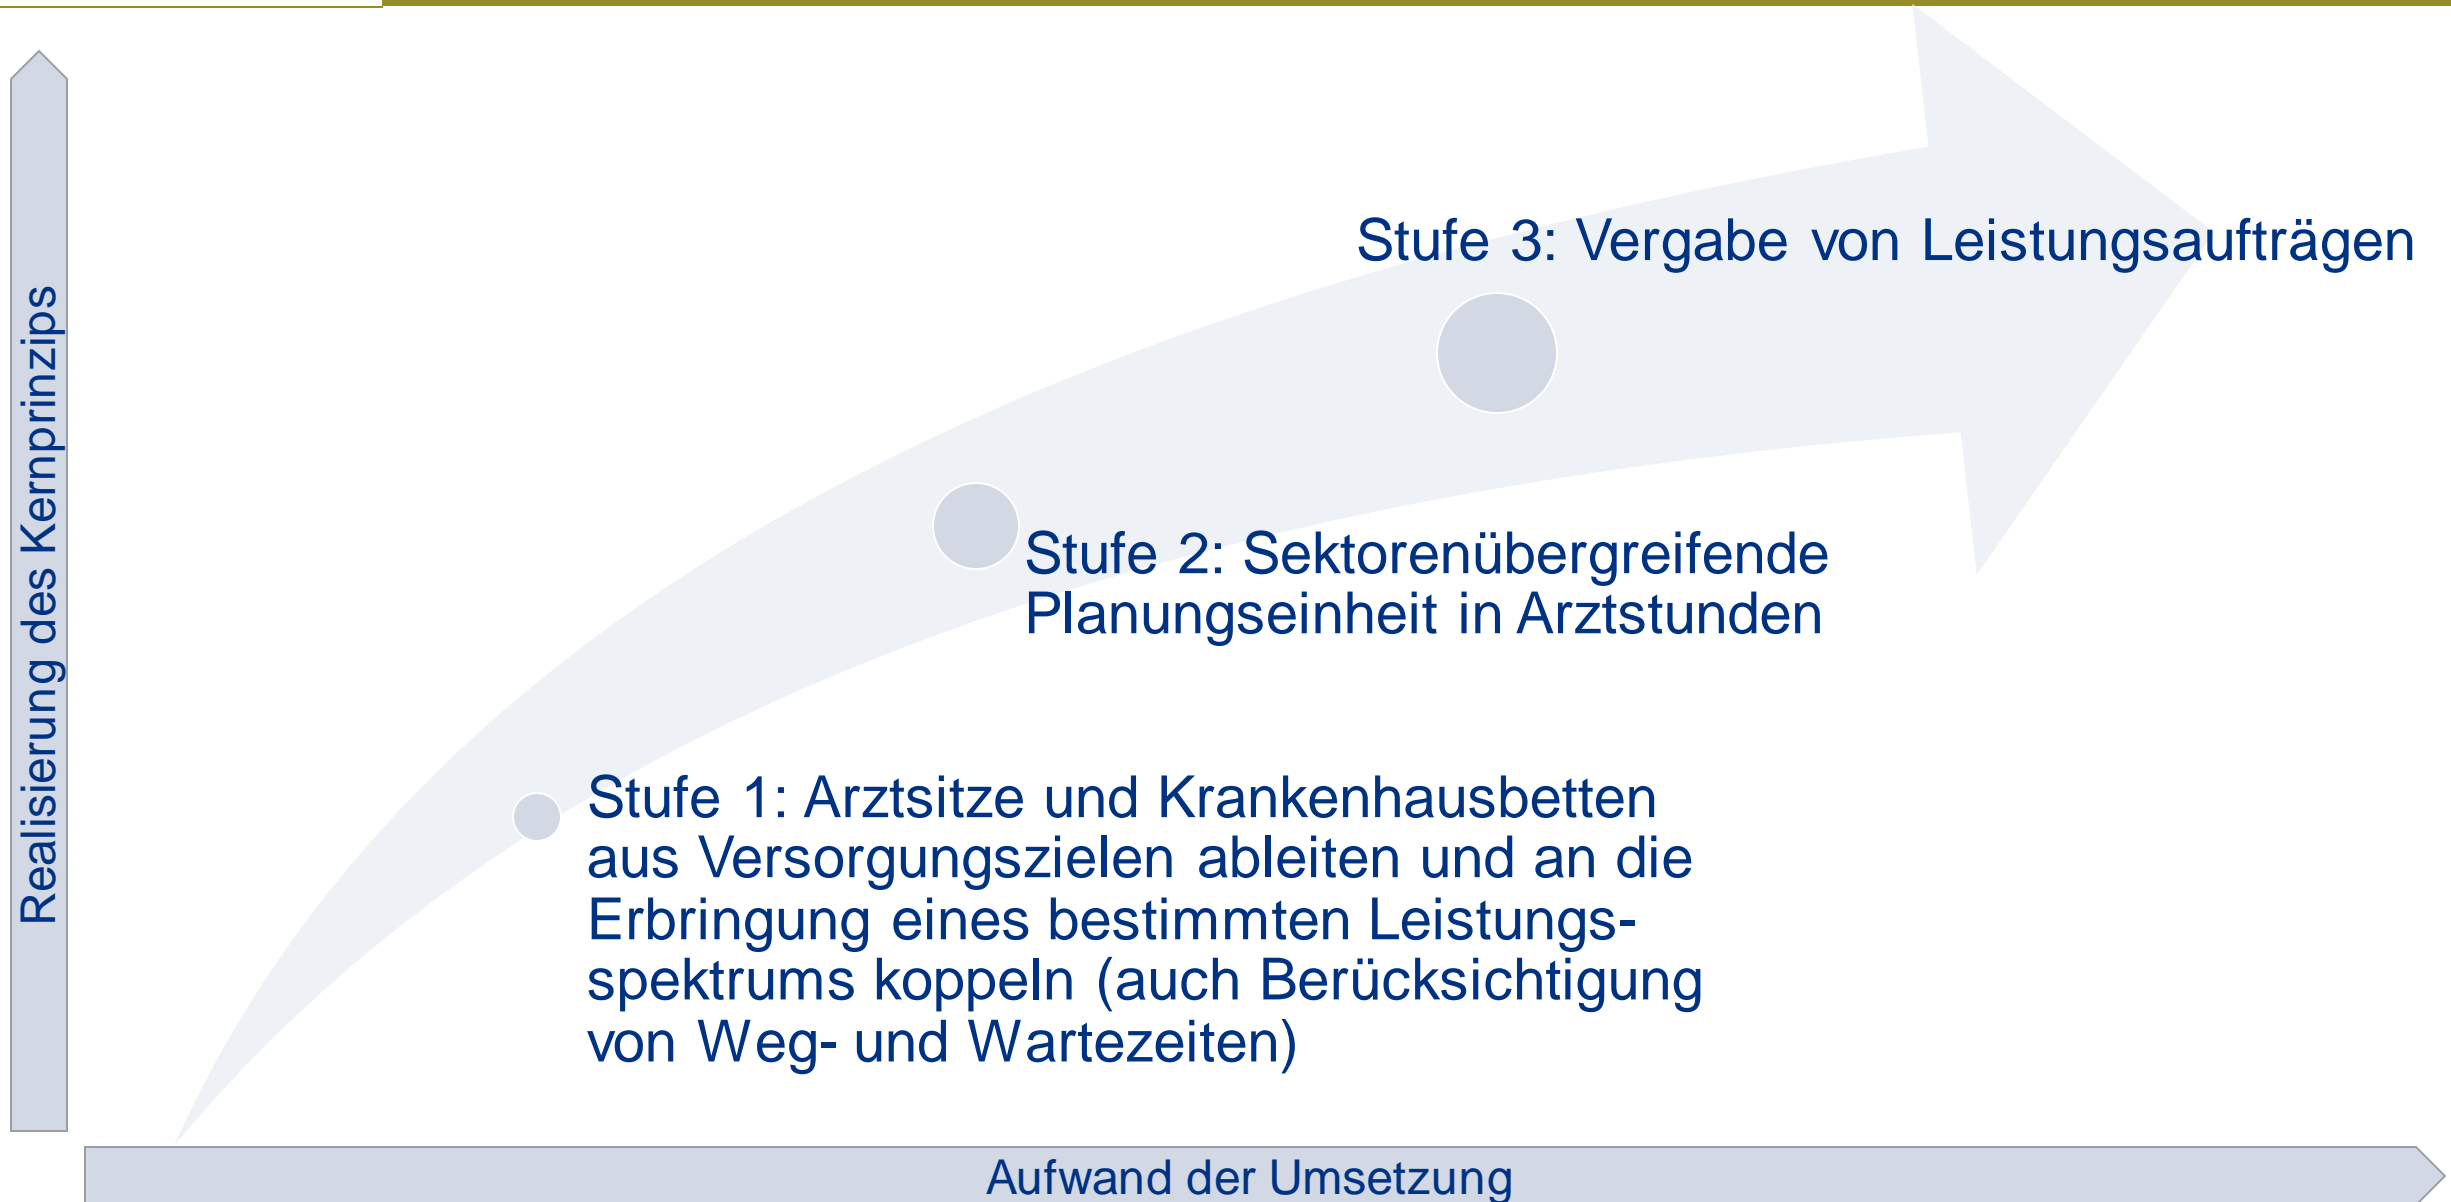 Realisierung des Kernprinzips
Stufe 3: Vergabe von Leistungsaufträgen
Stufe 2: Sektorenübergreifende
Planungseinheit in Arztstunden
Stufe 1: Arztsitze und Krankenhausbetten
aus Versorgungszielen ableiten und an die
Erbringung eines bestimmten Leistungs-
spektrums koppeln (auch Berücksichtigung
von Weg- und Wartezeiten)
Aufwand der Umsetzung